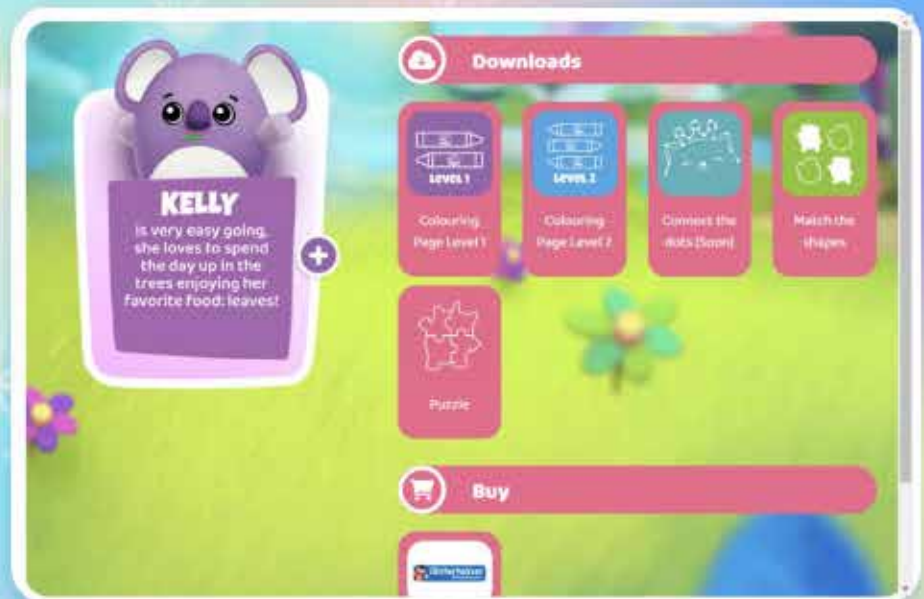 KELLY
is very easy going,
she loves to spend
the day up in the
trees enjoying her
favorite food: leaves!
Downloads
LEVEL 1
Colouring
Page Level 1
LEVEL 2
Colouring
Page Level 2
Connect the
dots (Soon)
Match the
shapes
Puzzle
Buy